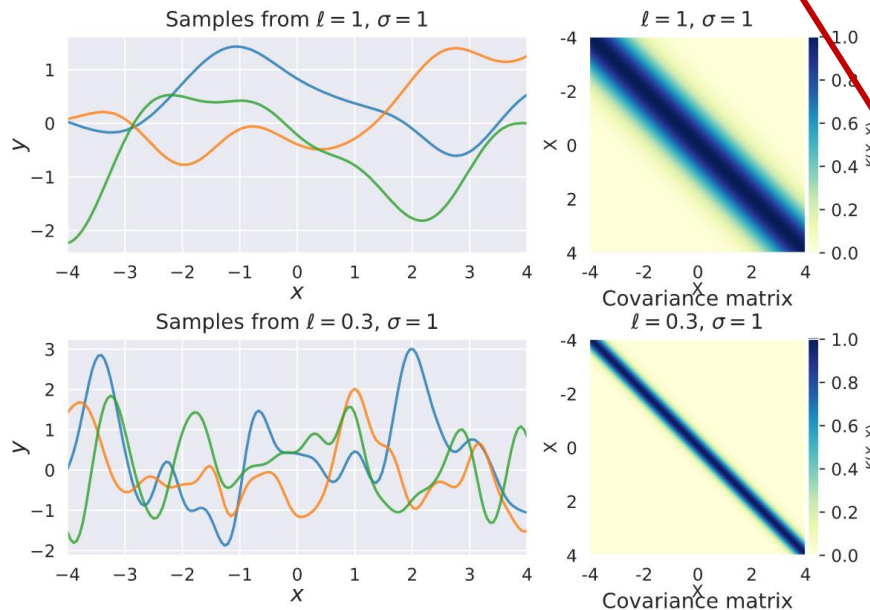 Samples from ℓ = 1, σ = 1
y
1
0
−1
−2
−4 −3 −2 −1 0 1 2 3 4
x
ℓ = 1, σ = 1
X
-4
-2
0
2
4
-4 -2 0 2 4
X
Covariance matrix
1.0
0.8
0.6
0.4
0.2
0.0
Samples from ℓ = 0.3, σ = 1
y
3
2
1
0
−1
−2
−4 −3 −2 −1 0 1 2 3 4
x
ℓ = 0.3, σ = 1
X
-4
-2
0
2
4
-4 -2 0 2 4
X
Covariance matrix
1.0
0.8
0.6
0.4
0.2
0.0